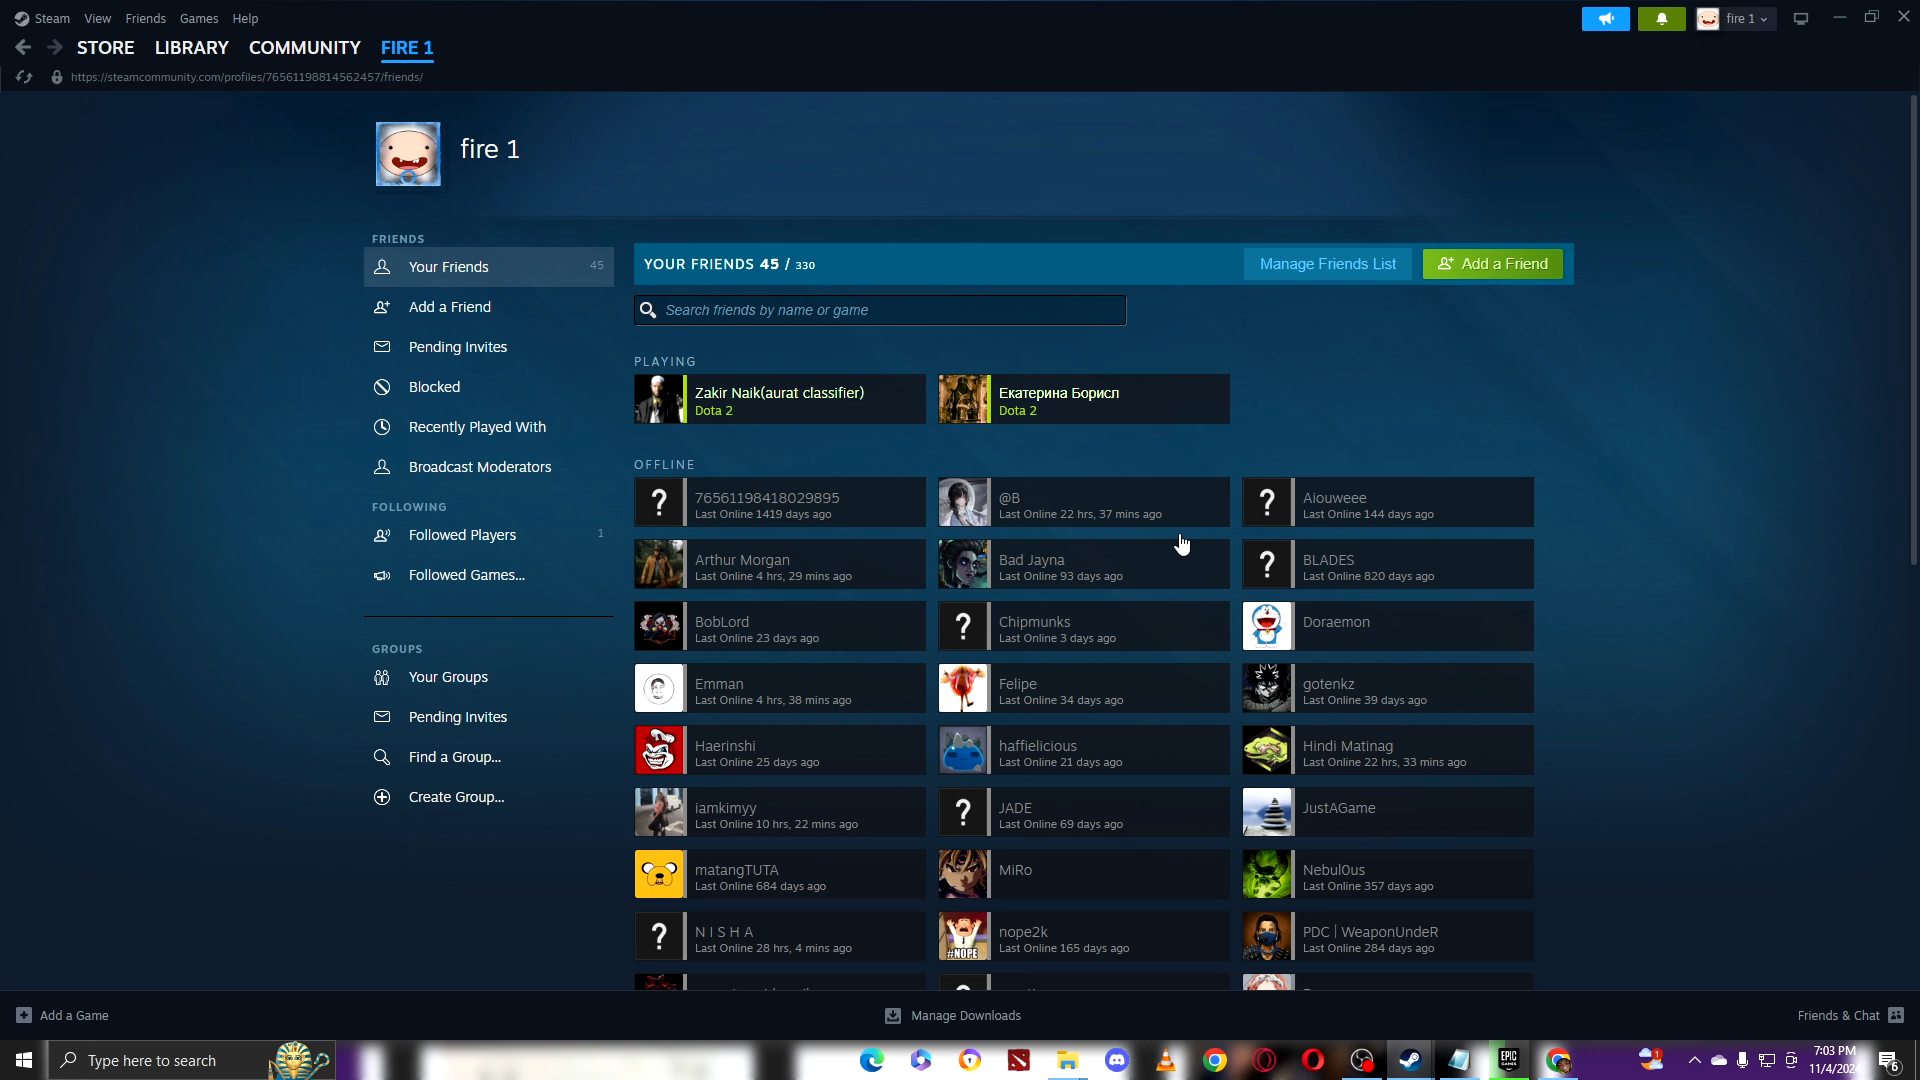 Steam View Friends Games Help
fire 1
STORE LIBRARY COMMUNITY FIRE 1
https://steamcommunity.com/profiles/76561198814562457/friends/
fire 1
FRIENDS
Your Friends 45
Add a Friend
Pending Invites
Blocked
Recently Played With
Broadcast Moderators
FOLLOWING
Followed Players 1
Followed Games...
GROUPS
Your Groups
Pending Invites
Find a Group...
Create Group...
YOUR FRIENDS 45 / 330
Manage Friends List
Add a Friend
Search friends by name or game
PLAYING
Zakir Naik(aurat classifier)
Dota 2
Екатерина Борисп
Dota 2
OFFLINE
76561198418029895
Last Online 1419 days ago
@B
Last Online 22 hrs, 37 mins ago
Aiouweee
Last Online 144 days ago
Arthur Morgan
Last Online 4 hrs, 29 mins ago
Bad Jayna
Last Online 93 days ago
BLADES
Last Online 820 days ago
BobLord
Last Online 23 days ago
Chipmunks
Last Online 3 days ago
Doraemon
Emman
Last Online 4 hrs, 38 mins ago
Felipe
Last Online 34 days ago
gotenkz
Last Online 39 days ago
Haerinshi
Last Online 25 days ago
haffielicious
Last Online 21 days ago
Hindi Matinag
Last Online 22 hrs, 33 mins ago
iamkimyy
Last Online 10 hrs, 22 mins ago
JADE
Last Online 69 days ago
JustAGame
matangTUTA
Last Online 684 days ago
MiRo
Nebul0us
Last Online 357 days ago
N I S H A
Last Online 28 hrs, 4 mins ago
#NOPE
nope2k
Last Online 165 days ago
PDC | WeaponUndeR
Last Online 284 days ago
Add a Game
Manage Downloads
Friends & Chat
Type here to search
EPIC GAMES
1
7:03 PM
11/4/202
6